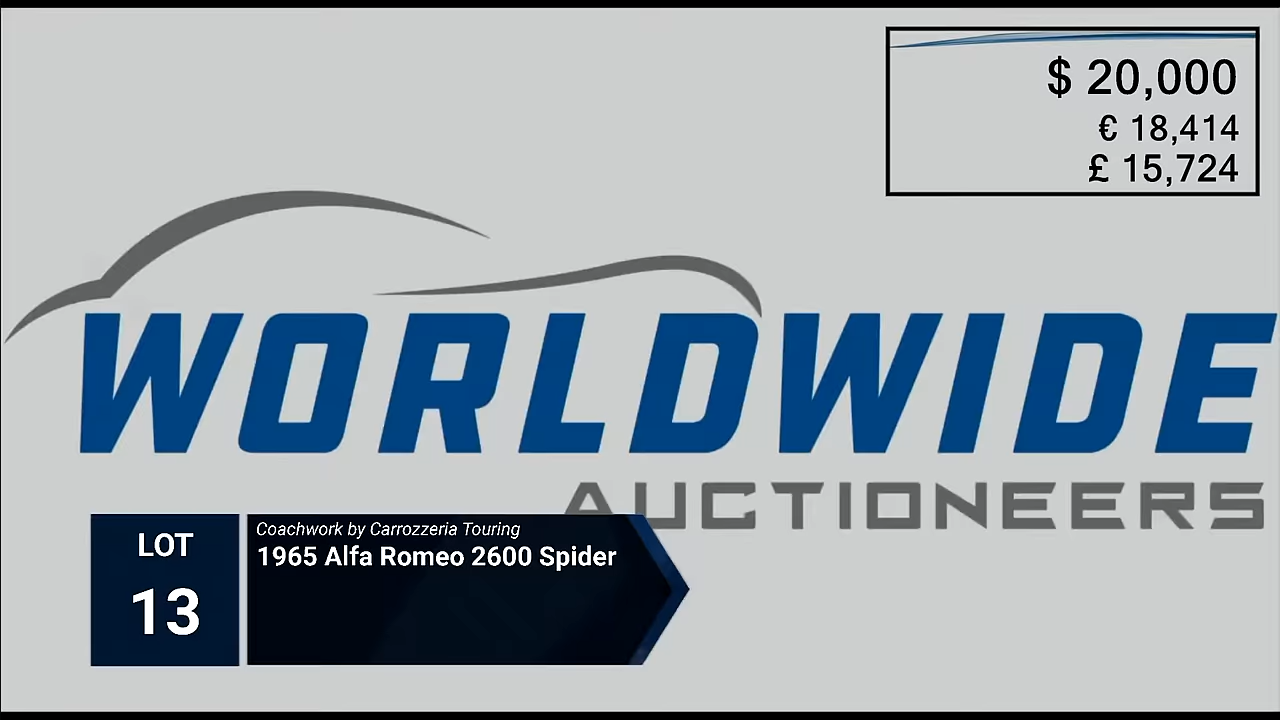 $ 20,000
€ 18,414
£ 15,724
WORLDWIDE
AUCTIONEERS
LOT
13
Coachwork by Carrozzeria Touring
1965 Alfa Romeo 2600 Spider